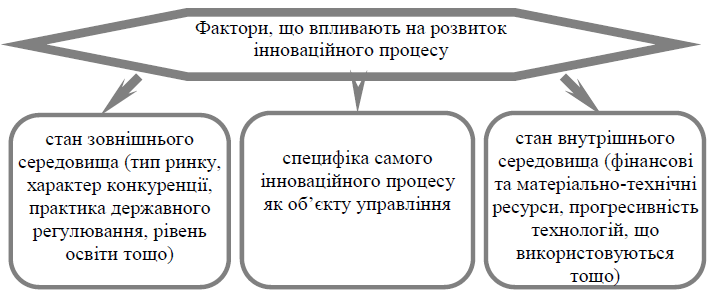 Фактори, що впливають на розвиток
інноваційного процесу
стан зовнішнього
середовища (тип ринку,
характер конкуренції,
практика державного
регулювання, рівень
освіти тощо)
специфіка самого
інноваційного процесу
як об’єкту управління
стан внутрішнього
середовища (фінансові
та матеріально-технічні
ресурси, прогресивність
технологій, що
використовуються
тощо)